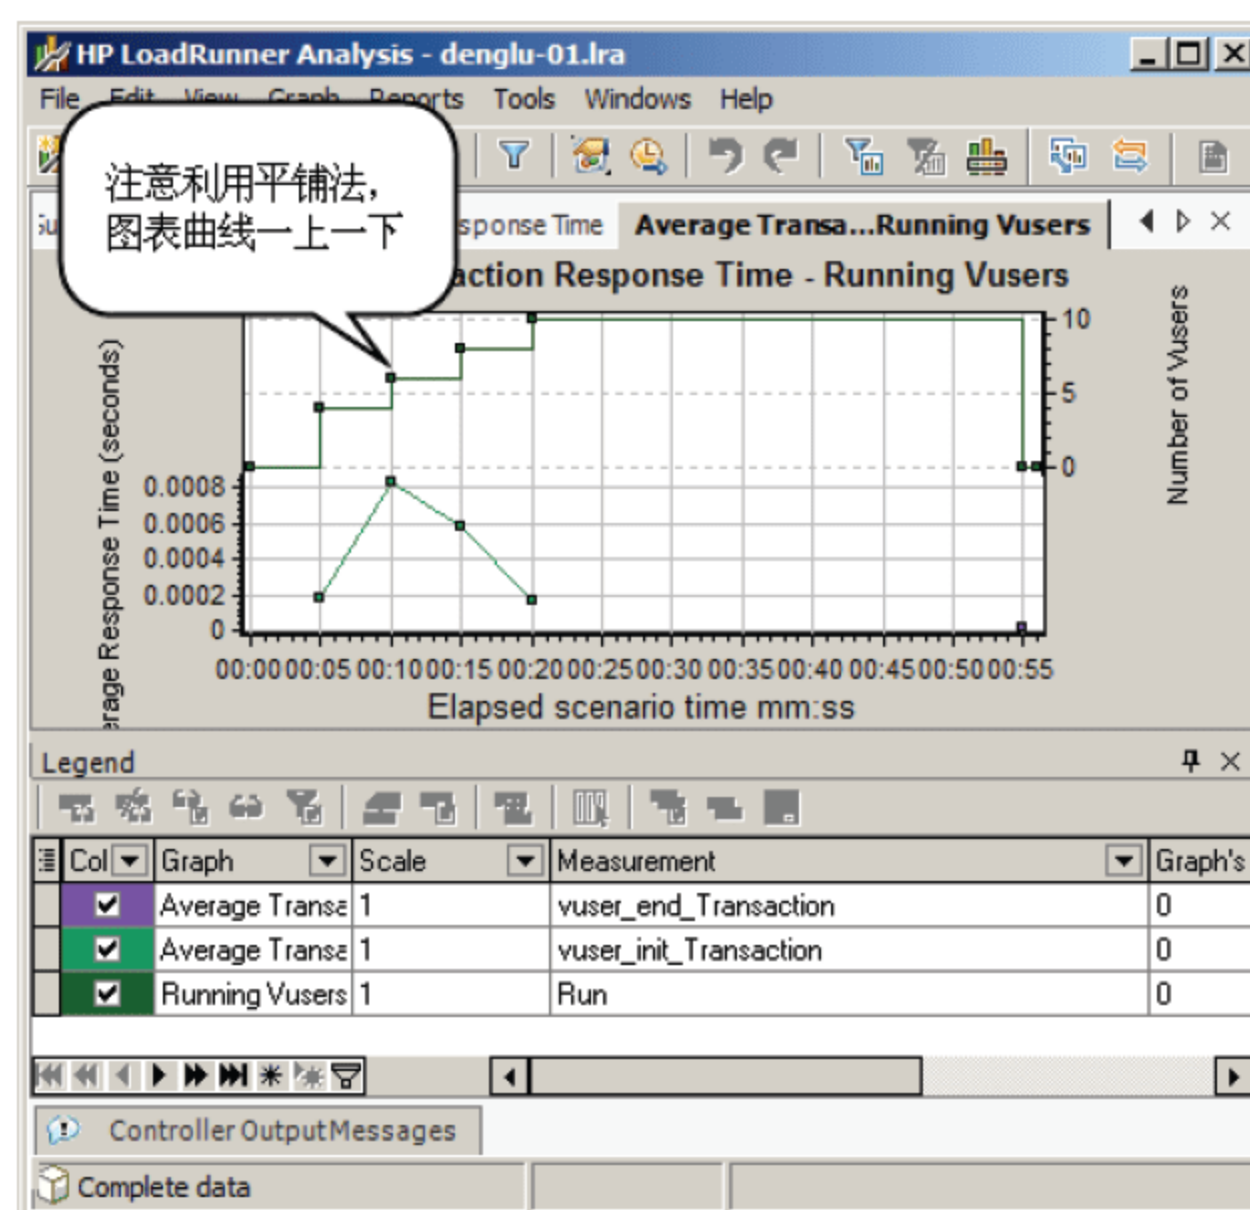 HP LoadRunner Analysis - denglu-01.lra
File Edit View Graph Reports Tools Windows Help
注意利用平铺法,
图表曲线一上一下
Su
sponse Time
Average Transa...Running Vusers
action Response Time - Running Vusers
10
5
0
Number of Vusers
erage Response Time (seconds)
0.0008
0.0006
0.0004
0.0002
0
00:00 00:05 00:10 00:15 00:20 00:25 00:30 00:35 00:40 00:45 00:50 00:55
Elapsed scenario time mm:ss
Legend
Col Graph Scale Measurement Graph's
Average Transa 1 vuser_end_Transaction 0
Average Transa 1 vuser_init_Transaction 0
Running Vusers 1 Run 0
Controller Output Messages
Complete data